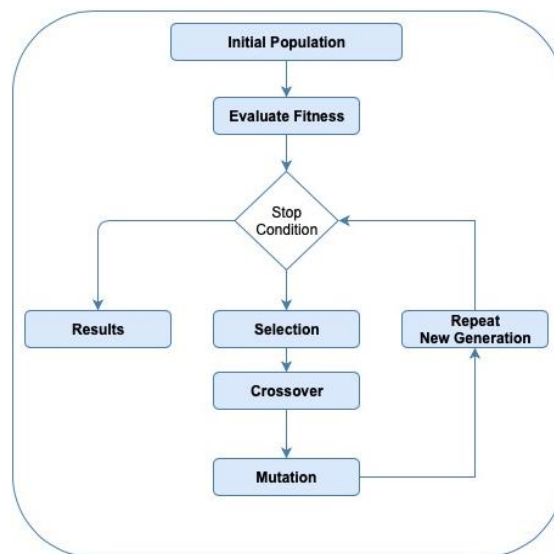 Initial Population
Evaluate Fitness
Stop
Condition
Results
Selection
Repeat
New Generation
Crossover
Mutation